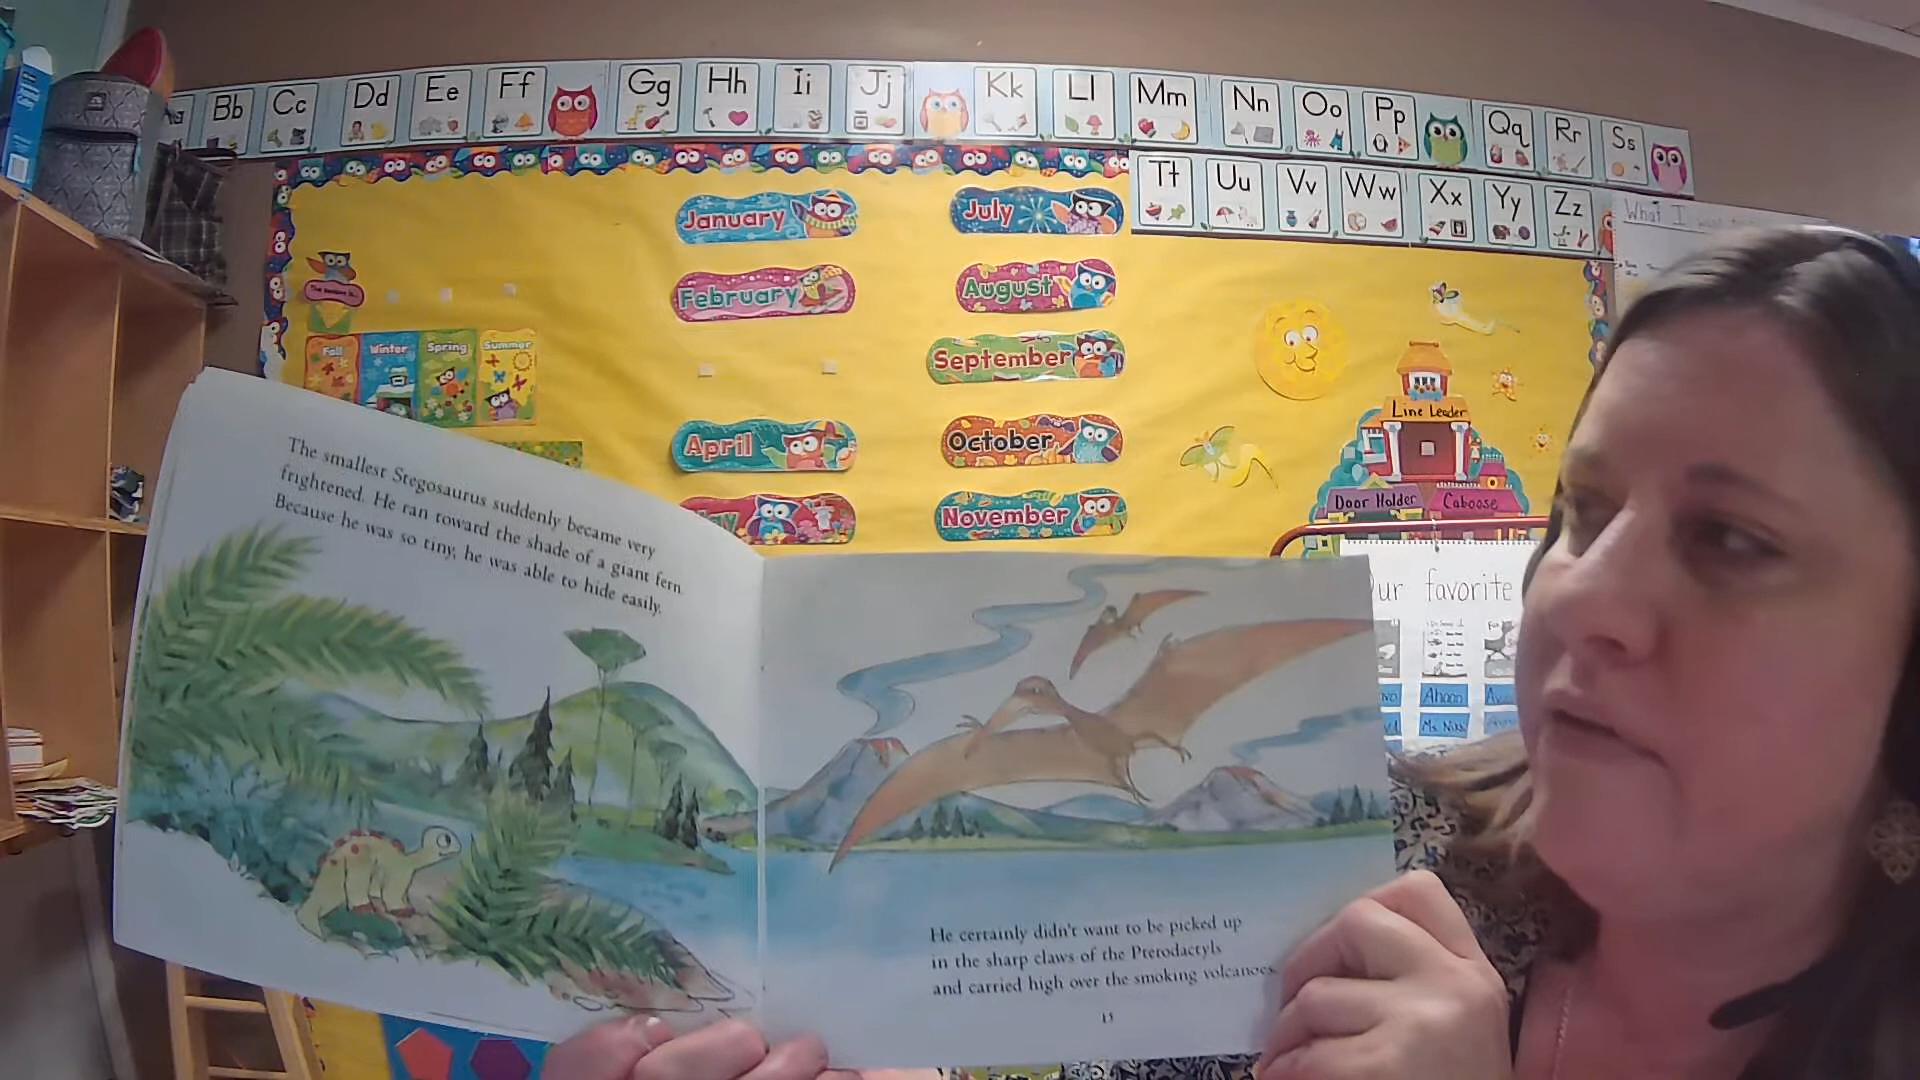 Bb
Cc
Dd
Ee
Ff
Gg
Hh
Ii
Jj
Kk
Ll
Mm
Nn
Oo
Pp
Qq
Rr
Ss
Tt
Uu
Vv
Ww
Xx
Yy
Zz
What I
January
February
April
July
August
September
October
November
Fall
Winter
Spring
Summer
Line Leader
Door Holder
Caboose
favorite
Ahaan
Ms. Nikki
The smallest Stegosaurus suddenly became very
frightened. He ran toward the shade of a giant fern.
Because he was so tiny, he was able to hide easily.
He certainly didn't want to be picked up
in the sharp claws of the Pterodactyls
and carried high over the smoking volcanoes.
15